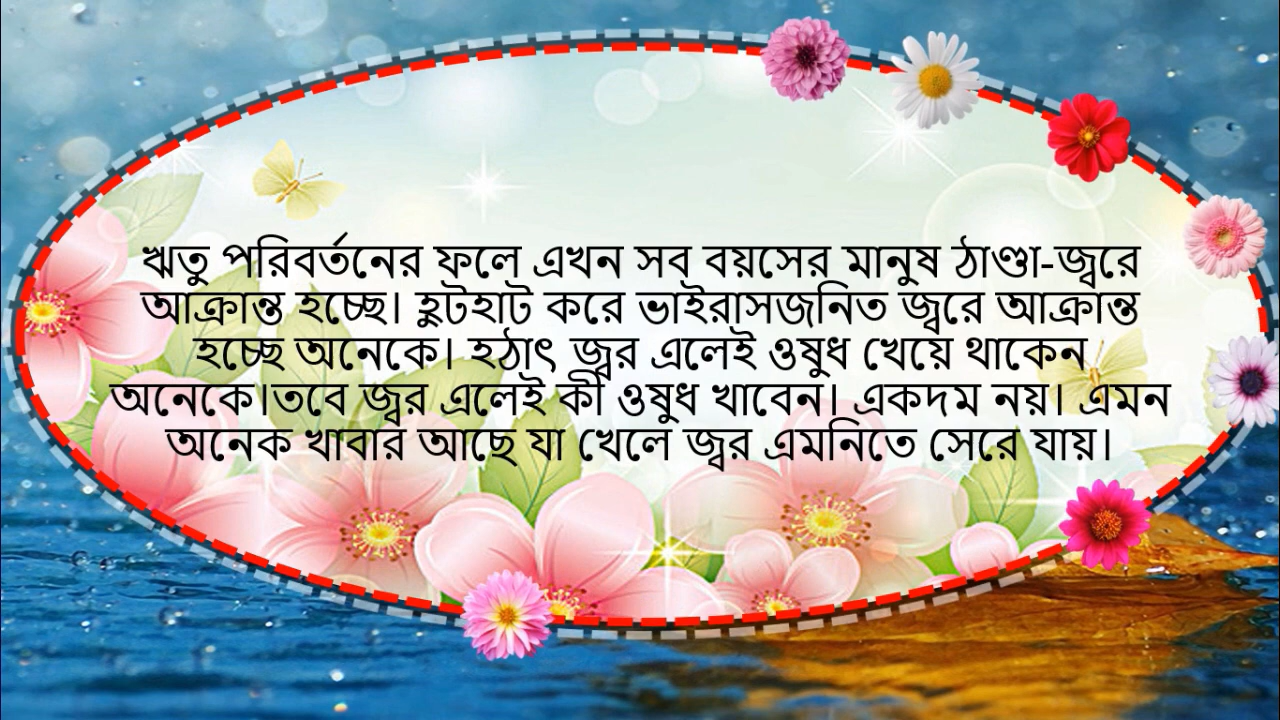 ঋতু পরিবর্তনের ফলে এখন সব বয়সের মানুষ ঠাণ্ডা-জ্বরে
আক্রান্ত হচ্ছে। হুটহাট করে ভাইরাসজনিত জ্বরে আক্রান্ত
হচ্ছে অনেকে। হঠাৎ জ্বর এলেই ওষুধ খেয়ে থাকেন
অনেকে।তবে জ্বর এলেই কী ওষুধ খাবেন। একদম নয়। এমন
অনেক খাবার আছে যা খেলে জ্বর এমনিতে সেরে যায়।